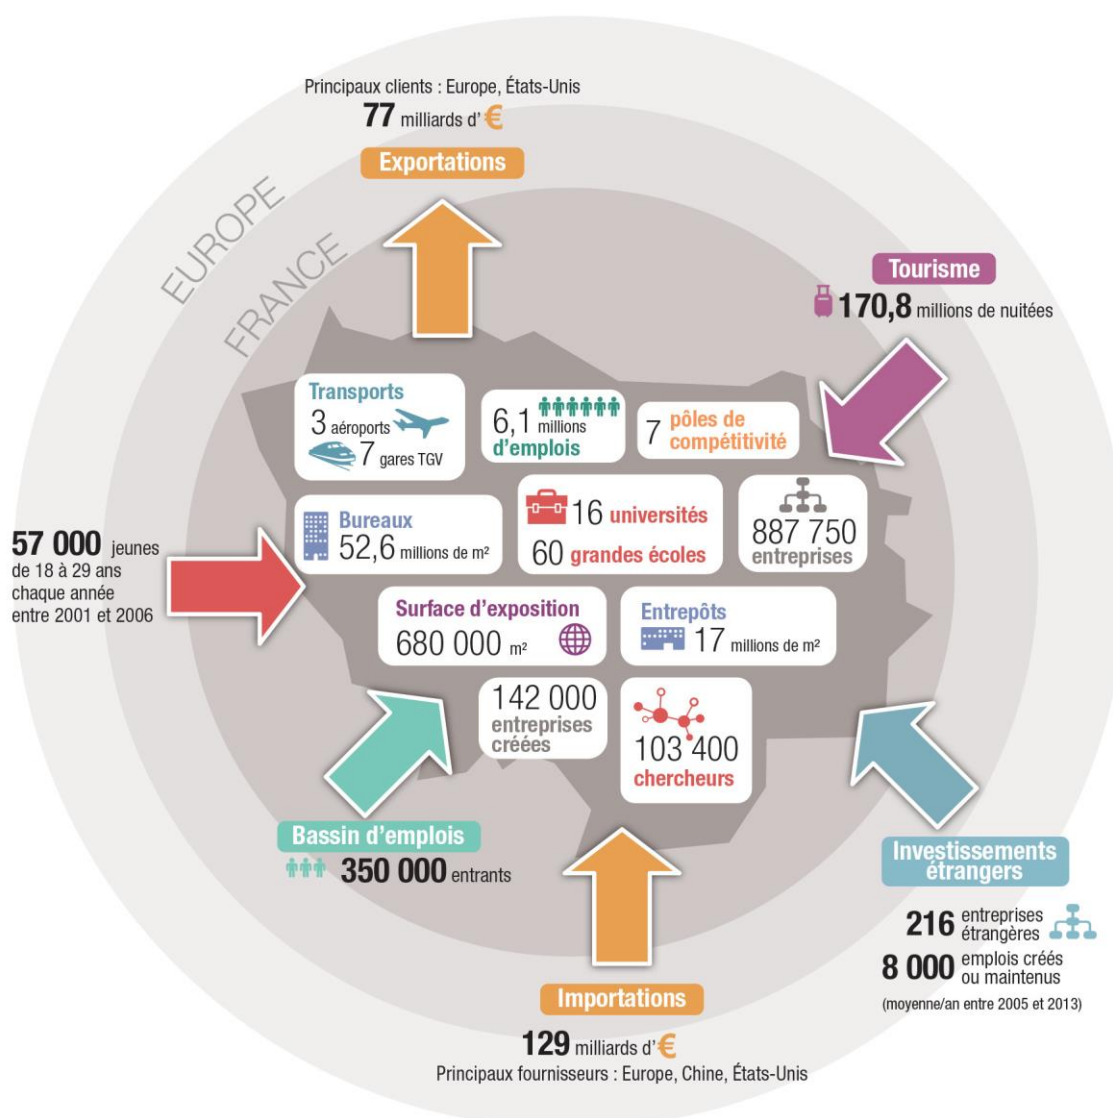 Principaux clients : Europe, États-Unis
77 milliards d'€
Exportations
EUROPE
FRANCE
Tourisme
170,8 millions de nuitées
Transports
3 aéroports
7 gares TGV
6,1 millions
d'emplois
7 pôles de
compétitivité
Bureaux
52,6 millions de m²
16 universités
60 grandes écoles
887 750
entreprises
57 000 jeunes
de 18 à 29 ans
chaque année
entre 2001 et 2006
Surface d'exposition
680 000 m²
Entrepôts
17 millions de m²
142 000
entreprises
créées
103 400
chercheurs
Bassin d'emplois
350 000 entrants
Investissements
étrangers
216 entreprises
étrangères
8 000 emplois créés
ou maintenus
(moyenne/an entre 2005 et 2013)
Importations
129 milliards d'€
Principaux fournisseurs : Europe, Chine, États-Unis